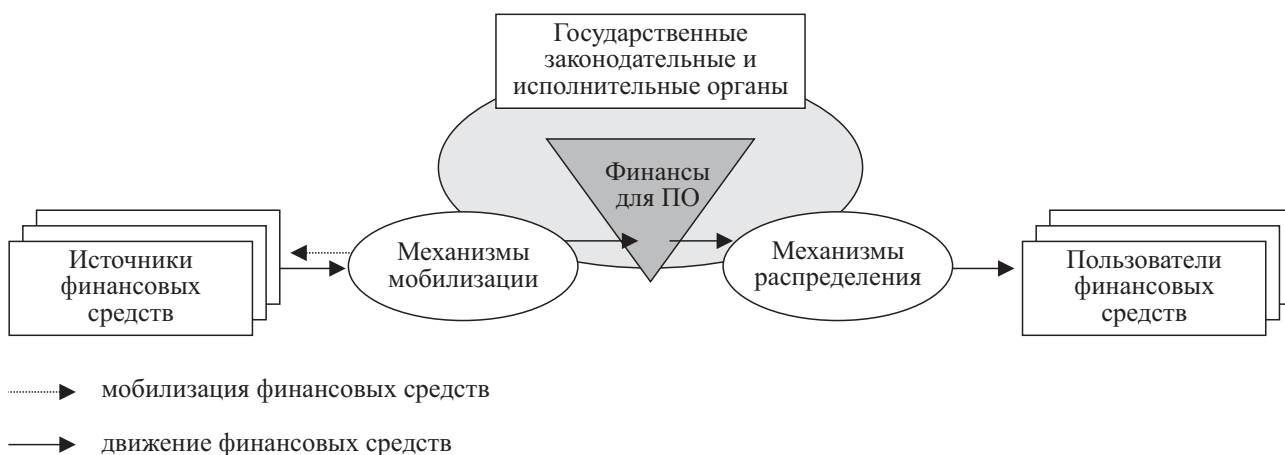 Государственные
законодательные и
исполнительные органы
Финансы
для ПО
Источники
финансовых
средств
Механизмы
мобилизации
Механизмы
распределения
Пользователи
финансовых
средств
мобилизация финансовых средств
движение финансовых средств